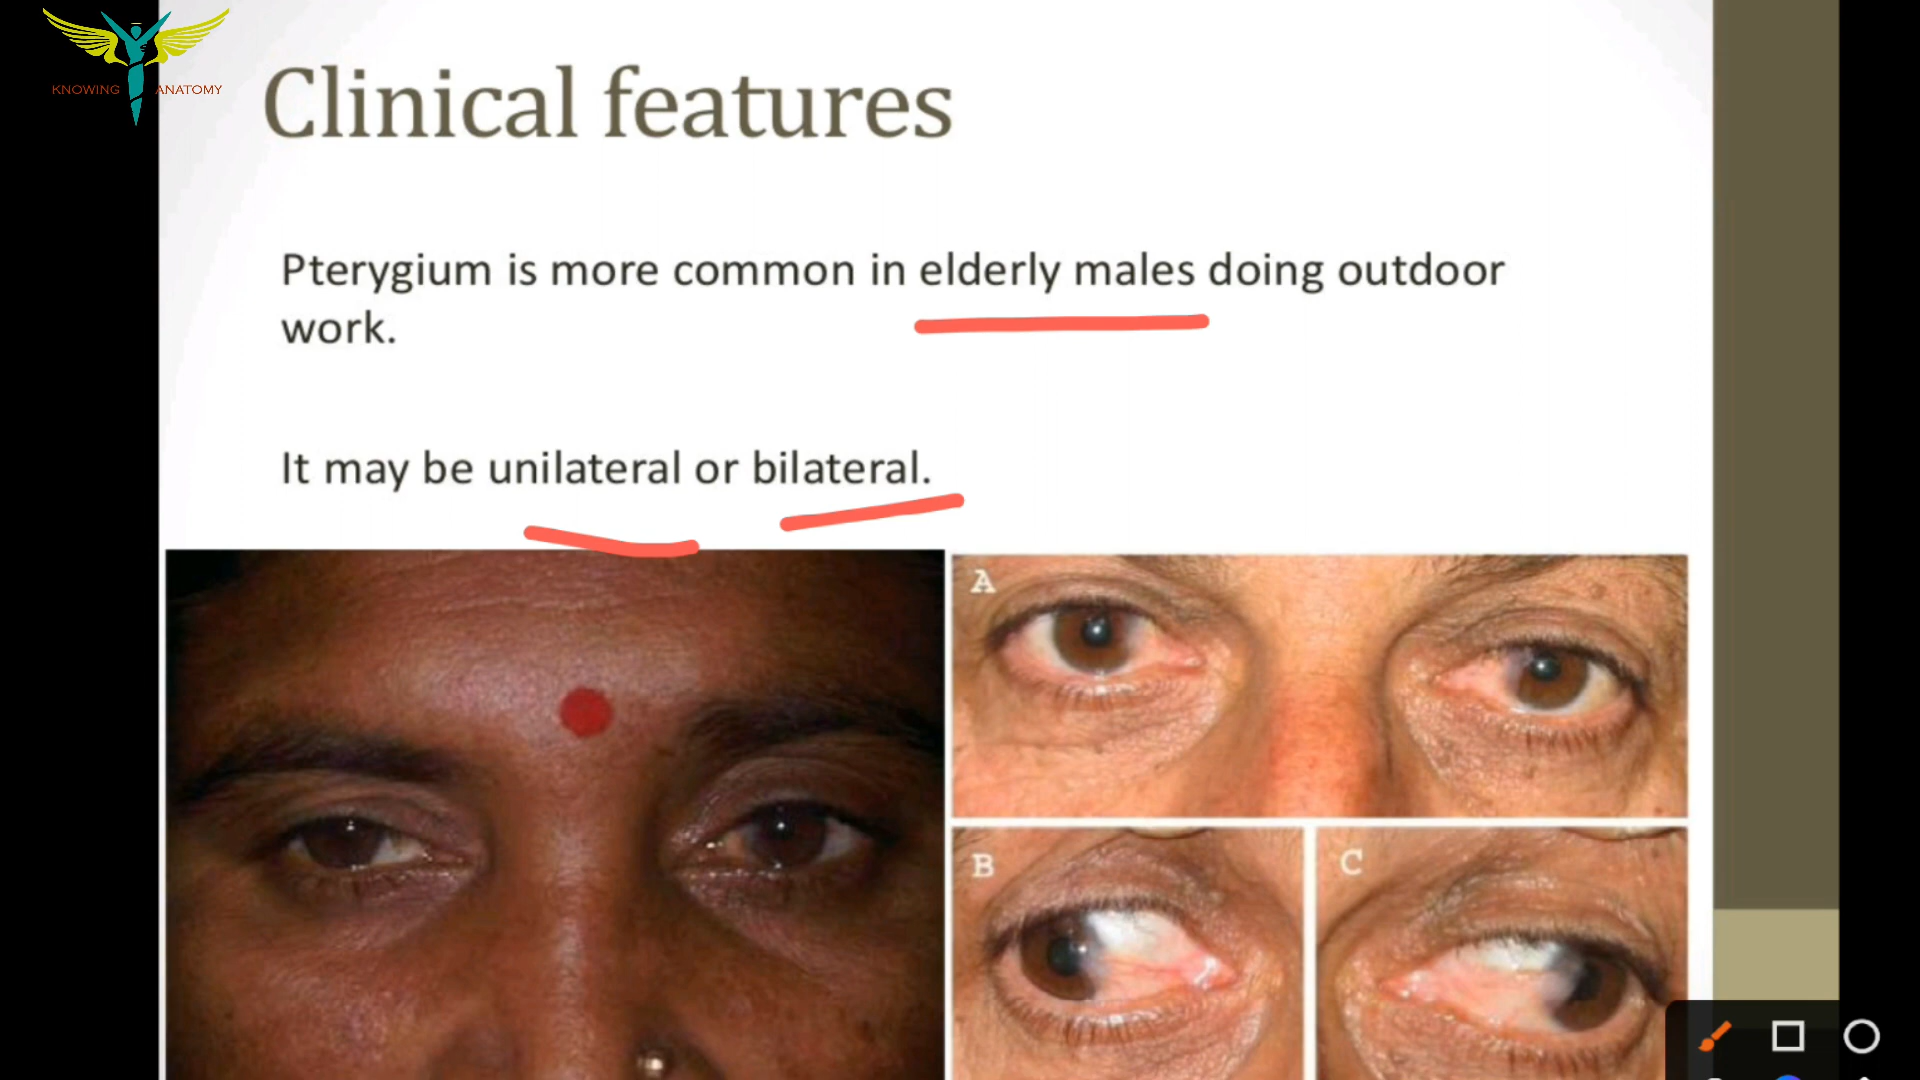 KNOWING ANATOMY
Clinical features
Pterygium is more common in elderly males doing outdoor
work.
It may be unilateral or bilateral.
A
B
C